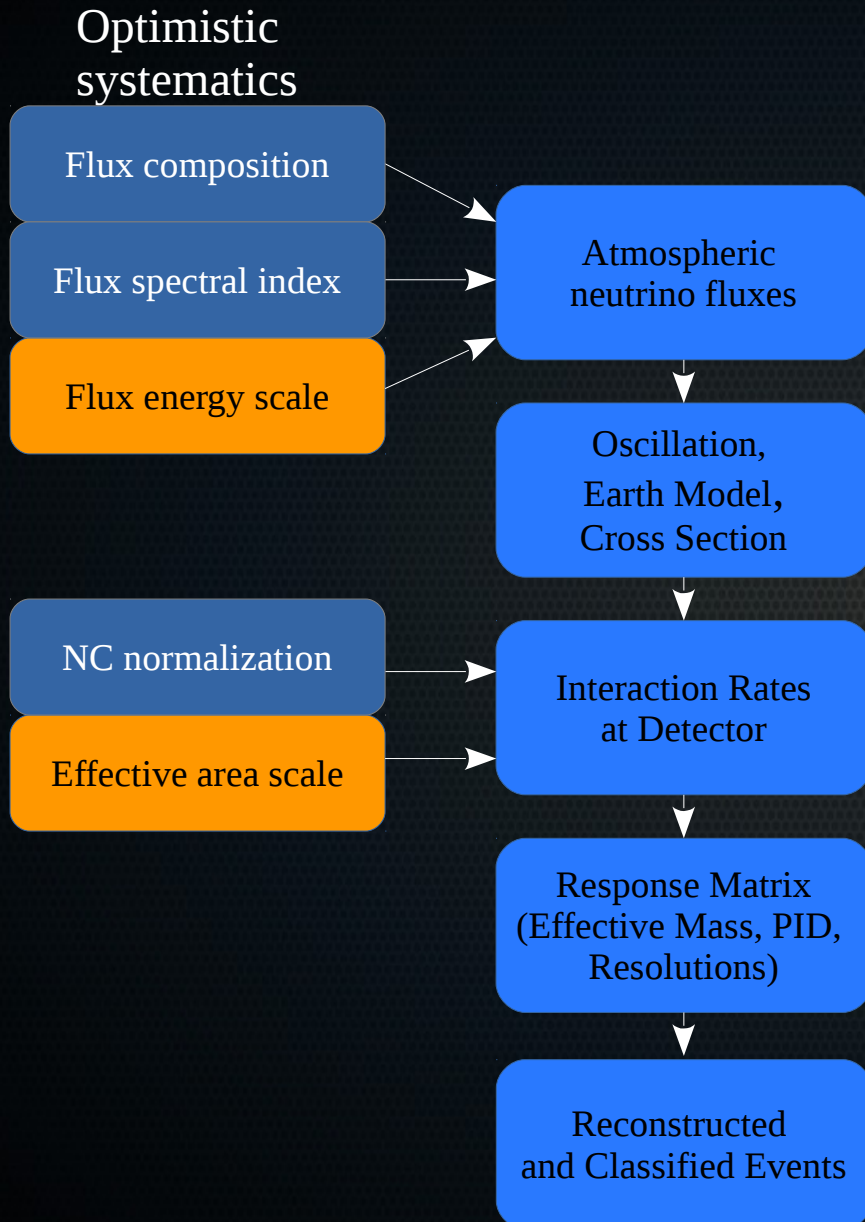 Optimistic
systematics
Flux composition
Flux spectral index
Flux energy scale
Atmospheric
neutrino fluxes
Oscillation,
Earth Model,
Cross Section
NC normalization
Effective area scale
Interaction Rates
at Detector
Response Matrix
(Effective Mass, PID,
Resolutions)
Reconstructed
and Classified Events